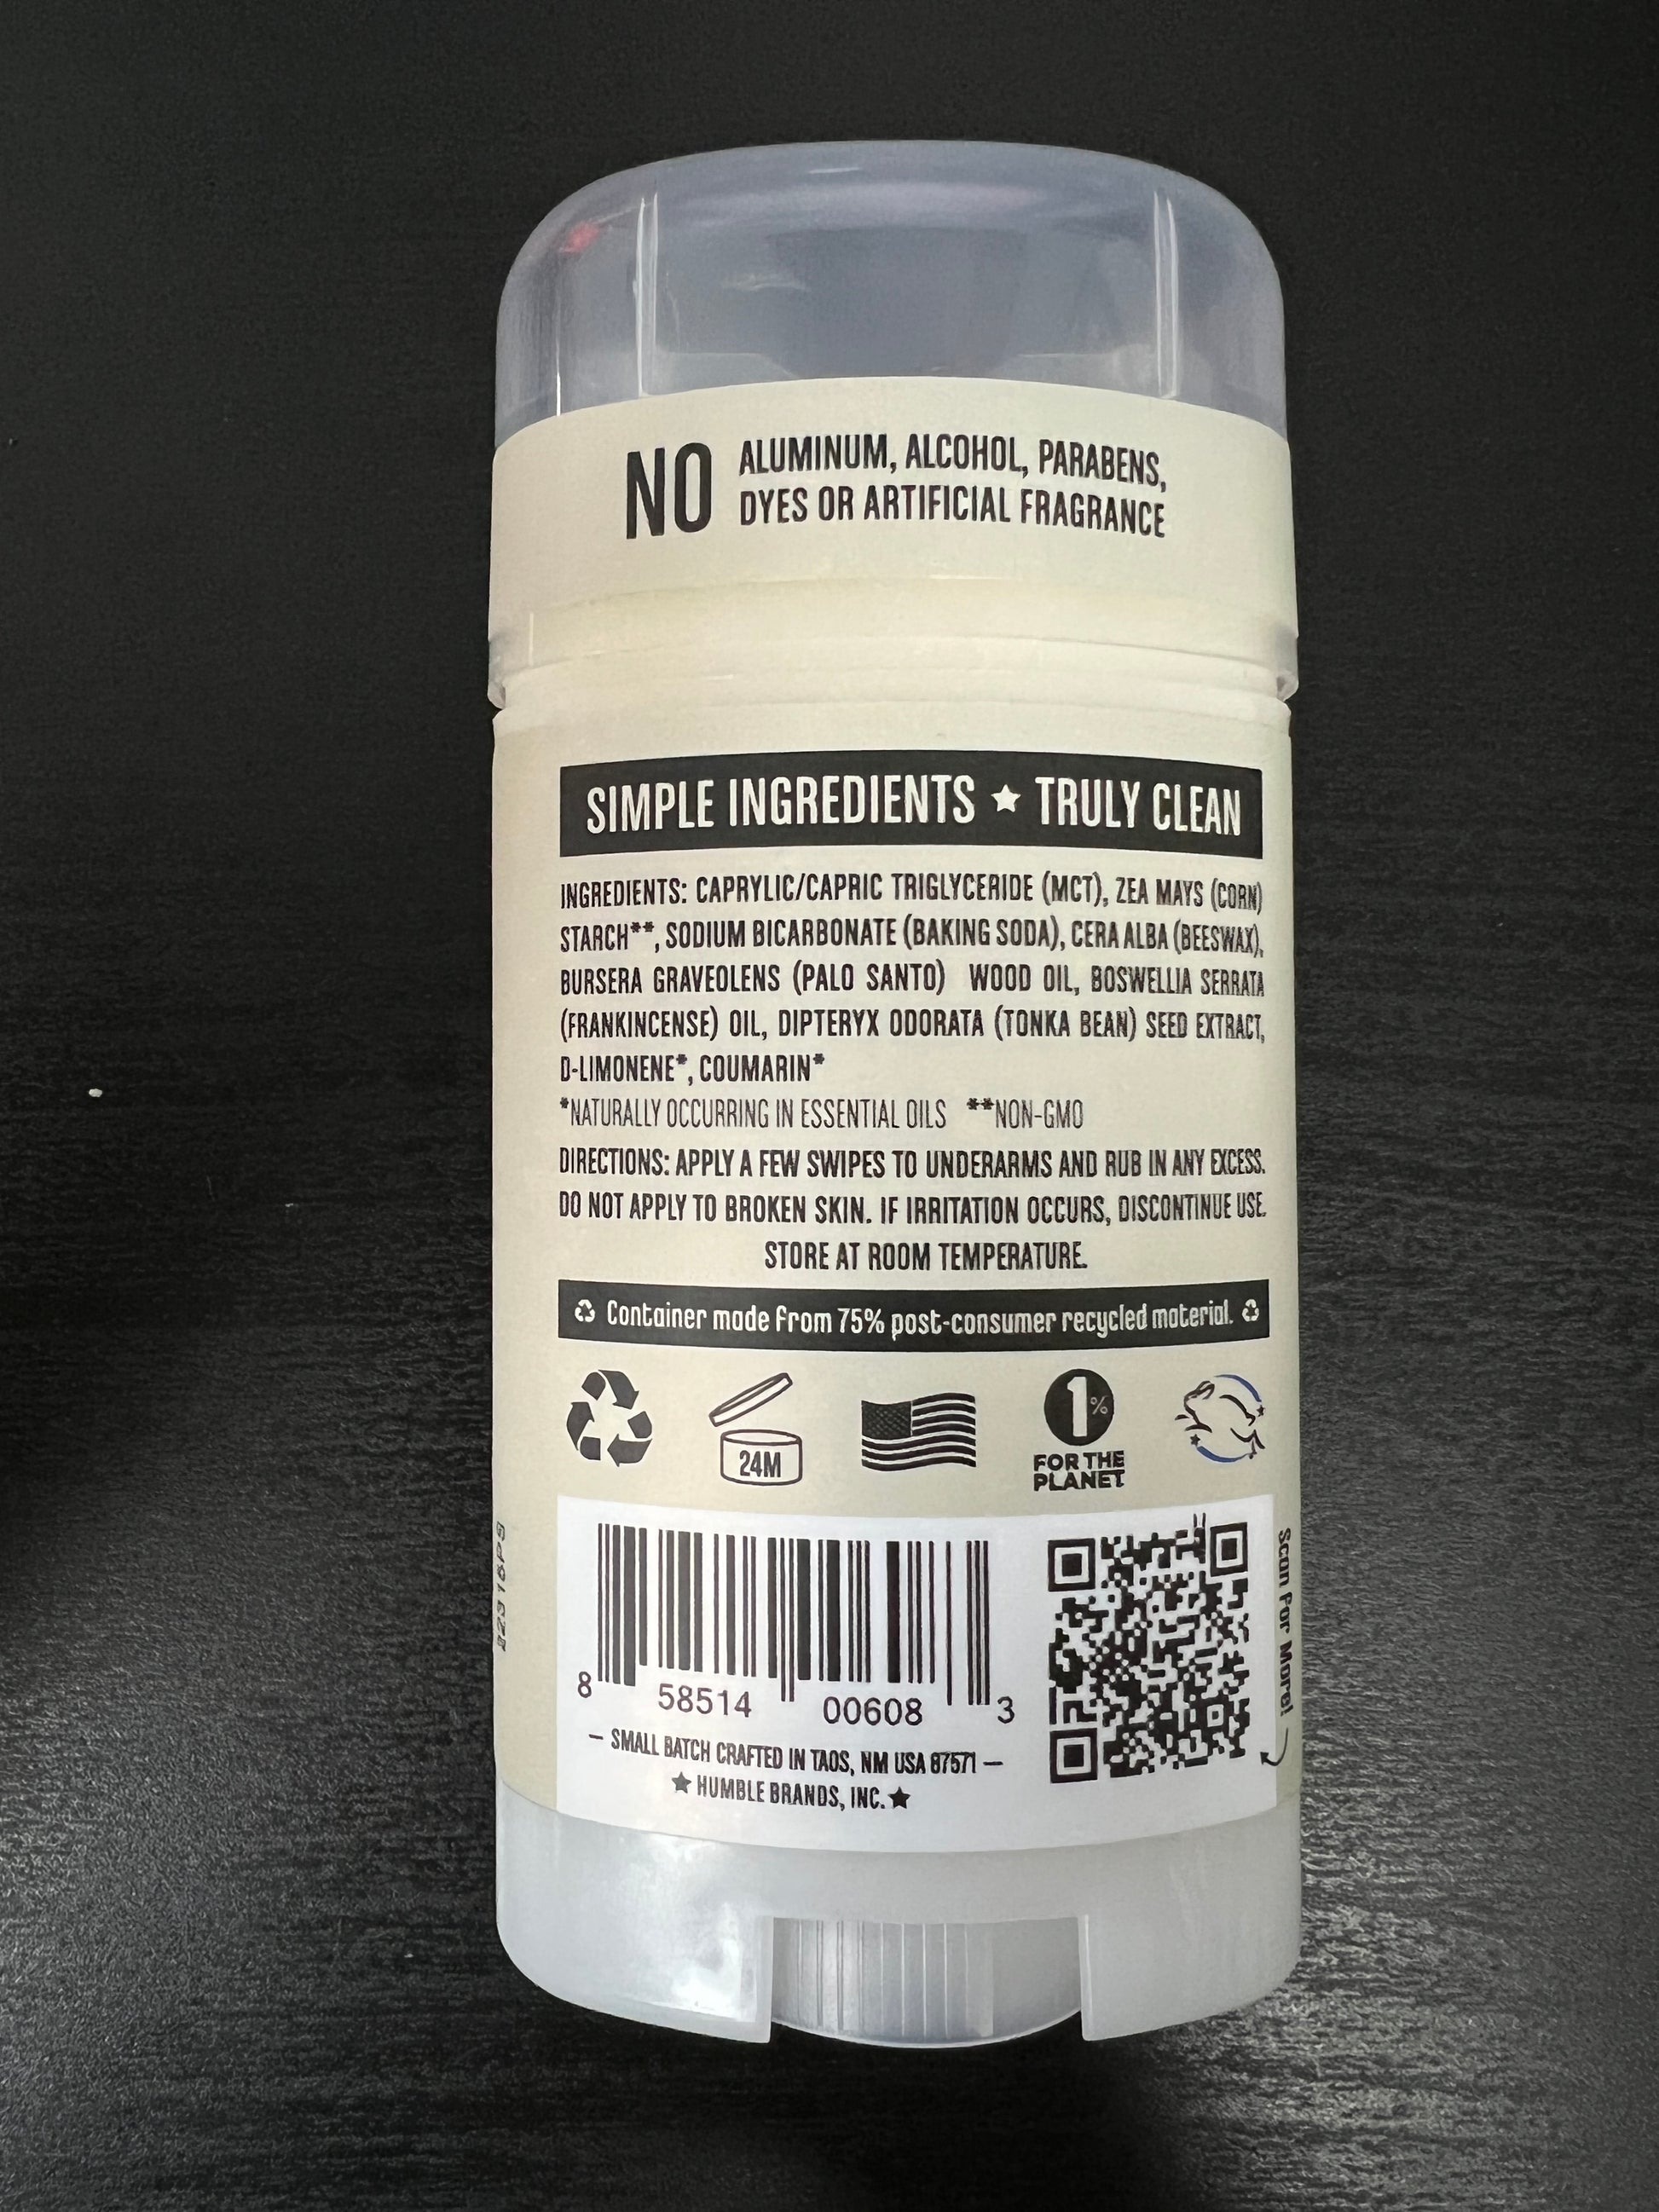 NO ALUMINUM, ALCOHOL, PARABENS,
DYES OR ARTIFICIAL FRAGRANCE
SIMPLE INGREDIENTS ★ TRULY CLEAN
INGREDIENTS: CAPRYLIC/CAPRIC TRIGLYCERIDE (MCT), ZEA MAYS (CORN)
STARCH**, SODIUM BICARBONATE (BAKING SODA), CERA ALBA (BEESWAX),
BURSERA GRAVEOLENS (PALO SANTO) WOOD OIL, BOSWELLIA SERRATA
(FRANKINCENSE) OIL, DIPTERYX ODORATA (TONKA BEAN) SEED EXTRACT,
D-LIMONENE*, COUMARIN*
*NATURALLY OCCURRING IN ESSENTIAL OILS **NON-GMO
DIRECTIONS: APPLY A FEW SWIPES TO UNDERARMS AND RUB IN ANY EXCESS.
DO NOT APPLY TO BROKEN SKIN. IF IRRITATION OCCURS, DISCONTINUE USE.
STORE AT ROOM TEMPERATURE.
Container made from 75% post-consumer recycled material.
24M
1%
FOR THE
PLANET
8 58514 00608 3
Scan For More!
— SMALL BATCH CRAFTED IN TAOS, NM USA 87571 —
★ HUMBLE BRANDS, INC. ★